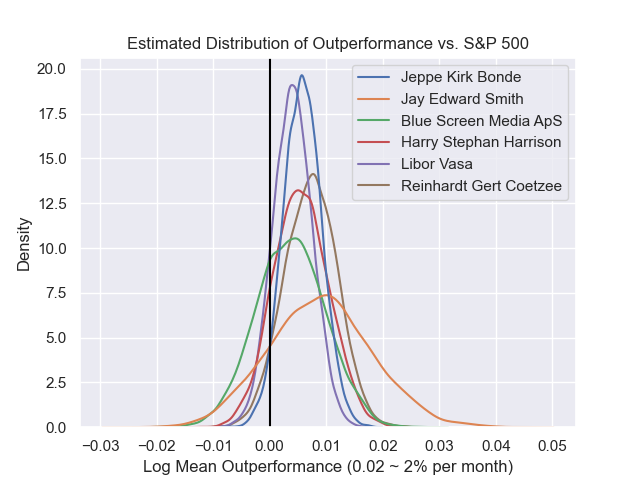 Estimated Distribution of Outperformance vs. S&P 500
Jeppe Kirk Bonde
Jay Edward Smith
Blue Screen Media ApS
Harry Stephan Harrison
Libor Vasa
Reinhardt Gert Coetzee
Density
20.0
17.5
15.0
12.5
10.0
7.5
5.0
2.5
0.0
−0.03 −0.02 −0.01 0.00 0.01 0.02 0.03 0.04 0.05
Log Mean Outperformance (0.02 ~ 2% per month)